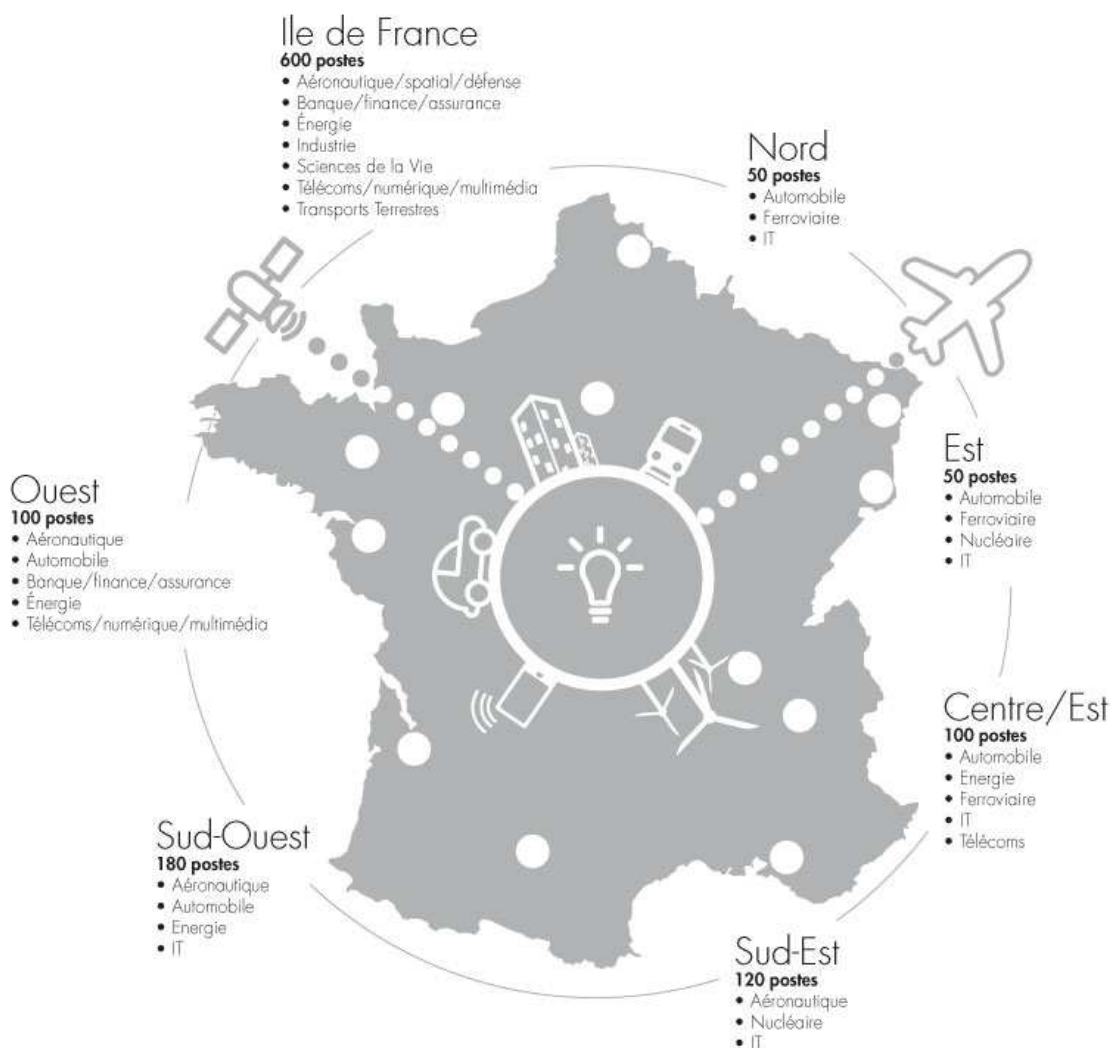 Ile de France
600 postes
• Aéronautique/spatial/défense
• Banque/finance/assurance
• Énergie
• Industrie
• Sciences de la Vie
• Télécoms/numérique/multimédia
• Transports Terrestres
Nord
50 postes
• Automobile
• Ferroviaire
• IT
Est
50 postes
• Automobile
• Ferroviaire
• Nucléaire
• IT
Ouest
100 postes
• Aéronautique
• Automobile
• Banque/finance/assurance
• Énergie
• Télécoms/numérique/multimédia
Centre/Est
100 postes
• Automobile
• Energie
• Ferroviaire
• IT
• Télécoms
Sud-Ouest
180 postes
• Aéronautique
• Automobile
• Energie
• IT
Sud-Est
120 postes
• Aéronautique
• Nucléaire
• IT